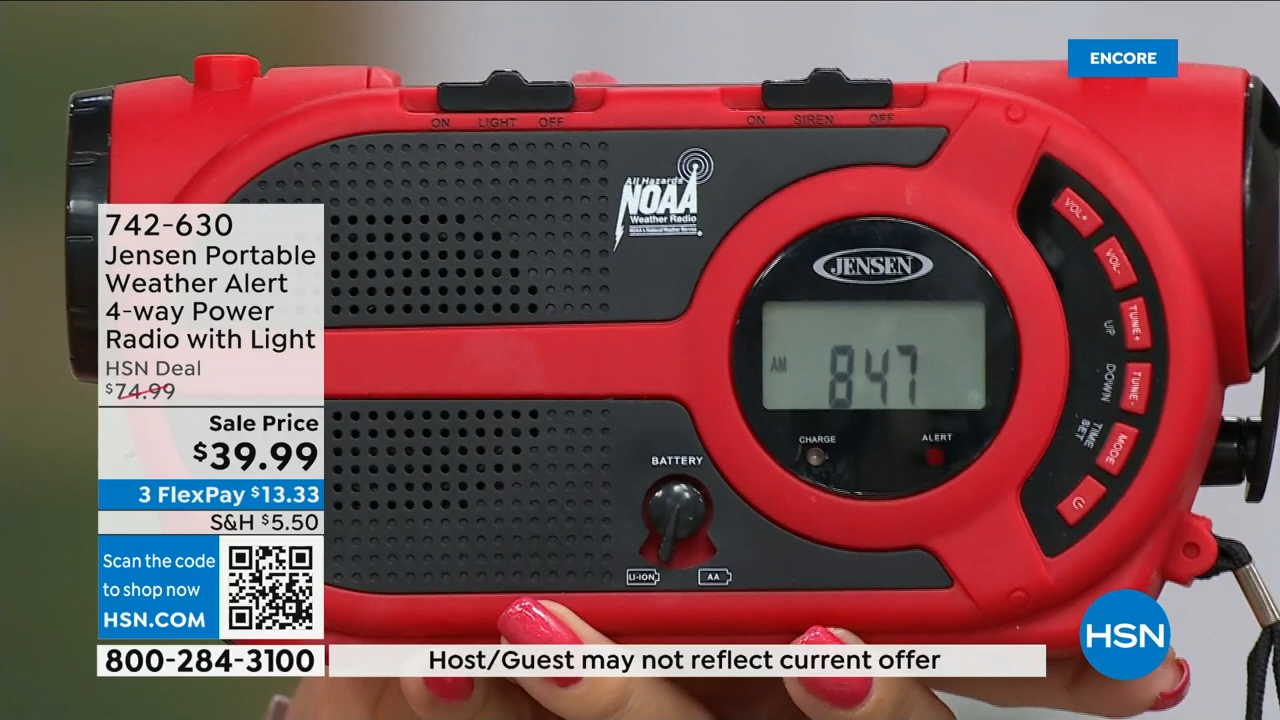 ENCORE
ON LIGHT OFF
ON SIREN OFF
All Hazards
NOAA
Weather Radio
VOL+
VOL-
TUNE+
UP
TUNE-
DOWN
MODE
TIME SET
JENSEN
AM 847
CHARGE
ALERT
BATTERY
LI-ION
AA
742-630
Jensen Portable
Weather Alert
4-way Power
Radio with Light
HSN Deal
$74.99
Sale Price
$39.99
3 FlexPay $13.33
S&H $5.50
Scan the code
to shop now
HSN.COM
800-284-3100
Host/Guest may not reflect current offer
HSN